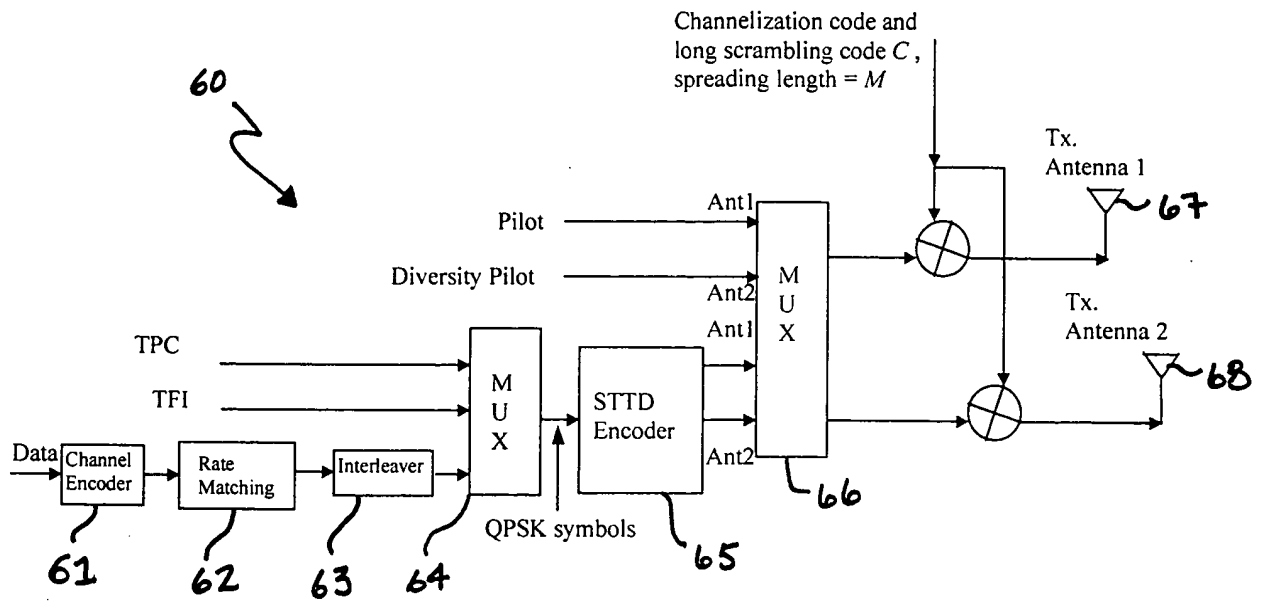 Channelization code and
long scrambling code C ,
spreading length = M
60
Tx.
Antenna 1
67
Pilot
Ant1
Diversity Pilot
Ant2
M
U
X
Tx.
Antenna 2
68
Ant1
TPC
TFI
M
U
X
STTD
Encoder
Ant2
66
Data
Channel
Encoder
Rate
Matching
Interleaver
QPSK symbols
61
62
63
64
65